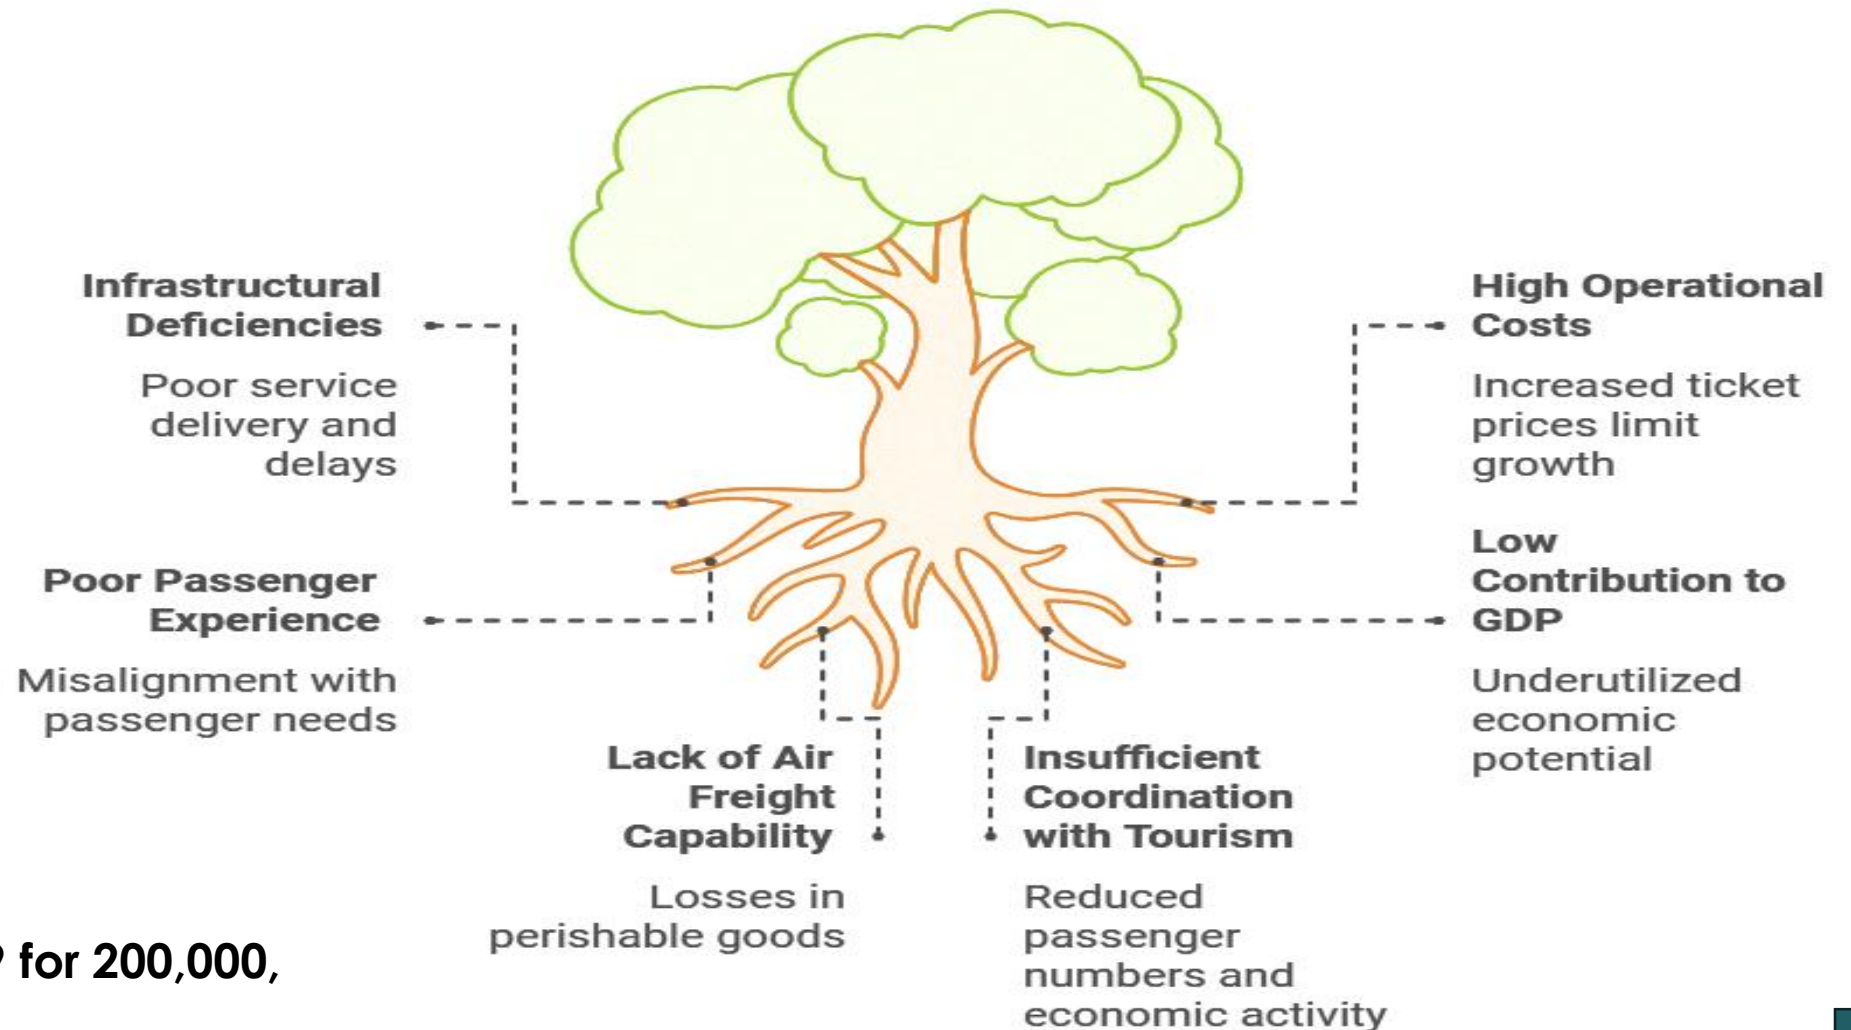 Infrastructural
Deficiencies
Poor service
delivery and
delays
Poor Passenger
Experience
Misalignment with
passenger needs
Lack of Air
Freight
Capability
Losses in
perishable goods
Insufficient
Coordination
with Tourism
Reduced
passenger
numbers and
economic activity
High Operational
Costs
Increased ticket
prices limit
growth
Low
Contribution to
GDP
Underutilized
economic
potential
for 200,000,